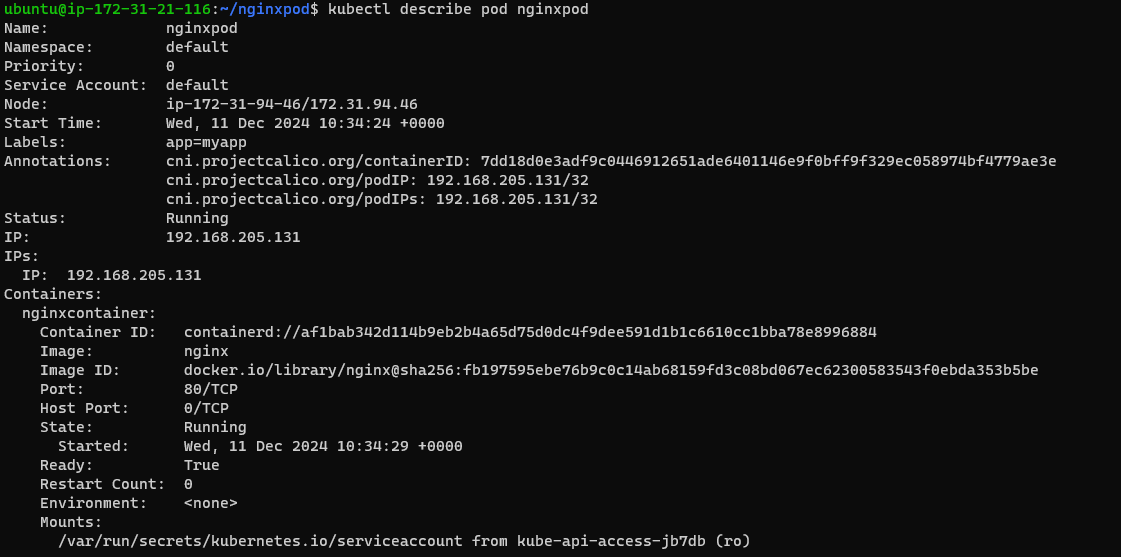 ubuntu@ip-172-31-21-116:~/nginxpod$ kubectl describe pod nginxpod
Name:             nginxpod
Namespace:        default
Priority:         0
Service Account:  default
Node:             ip-172-31-94-46/172.31.94.46
Start Time:       Wed, 11 Dec 2024 10:34:24 +0000
Labels:           app=myapp
Annotations:      cni.projectcalico.org/containerID: 7dd18d0e3adf9c0446912651ade6401146e9f0bff9f329ec058974bf4779ae3e
                  cni.projectcalico.org/podIP: 192.168.205.131/32
                  cni.projectcalico.org/podIPs: 192.168.205.131/32
Status:           Running
IP:               192.168.205.131
IPs:
  IP:  192.168.205.131
Containers:
  nginxcontainer:
    Container ID:   containerd://af1bab342d114b9eb2b4a65d75d0dc4f9dee591d1b1c6610cc1bba78e8996884
    Image:          nginx
    Image ID:       docker.io/library/nginx@sha256:fb197595ebe76b9c0c14ab68159fd3c08bd067ec62300583543f0ebda353b5be
    Port:           80/TCP
    Host Port:      0/TCP
    State:          Running
      Started:      Wed, 11 Dec 2024 10:34:29 +0000
    Ready:          True
    Restart Count:  0
    Environment:    <none>
    Mounts:
      /var/run/secrets/kubernetes.io/serviceaccount from kube-api-access-jb7db (ro)